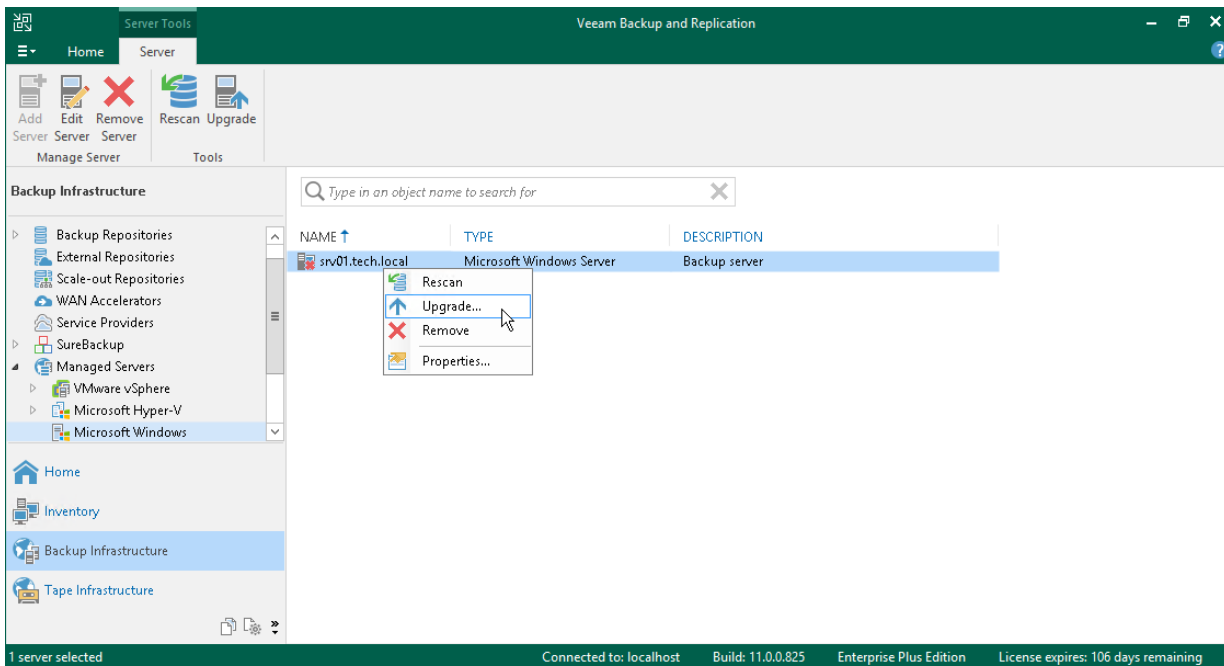 Server Tools
Veeam Backup and Replication
Home
Server
Add Server
Edit Server
Remove Server
Rescan
Upgrade
Manage Server
Tools
Backup Infrastructure
Type in an object name to search for
Backup Repositories
External Repositories
Scale-out Repositories
WAN Accelerators
Service Providers
SureBackup
Managed Servers
VMware vSphere
Microsoft Hyper-V
Microsoft Windows
NAME TYPE DESCRIPTION
srv01.tech.local Microsoft Windows Server Backup server
Rescan
Upgrade...
Remove
Properties...
Home
Inventory
Backup Infrastructure
Tape Infrastructure
1 server selected
Connected to: localhost
Build: 11.0.0.825
Enterprise Plus Edition
License expires: 106 days remaining